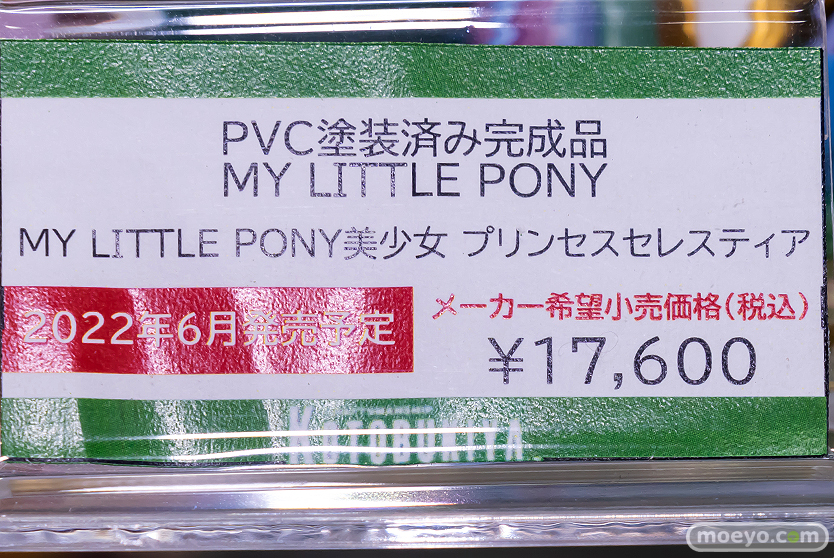 PVC塗装済み完成品
MY LITTLE PONY
MY LITTLE PONY美少女 プリンセスセレスティア
2022年6月発売予定
メーカー希望小売価格(税込)
¥17,600
KOTOBUKIYA
moeyo.com